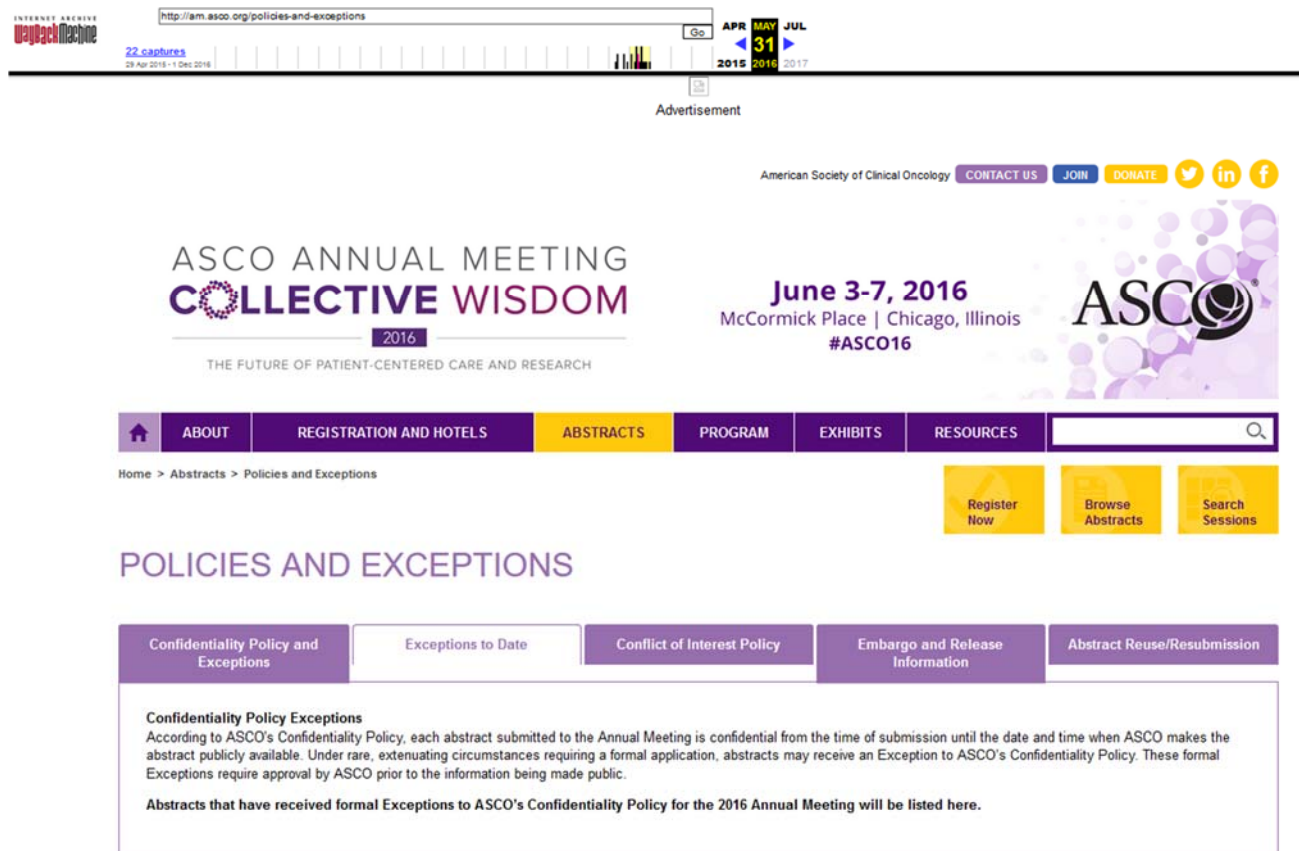 INTERNET ARCHIVE
WayBackMachine
http://am.asco.org/policies-and-exceptions
Go
APR MAY JUL
31
2015 2016 2017
22 captures
29 Apr 2015 - 1 Dec 2016
Advertisement
American Society of Clinical Oncology CONTACT US JOIN DONATE
ASCO ANNUAL MEETING
COLLECTIVE WISDOM
2016
THE FUTURE OF PATIENT-CENTERED CARE AND RESEARCH
June 3-7, 2016
McCormick Place | Chicago, Illinois
#ASCO16
ASCO
ABOUT REGISTRATION AND HOTELS ABSTRACTS PROGRAM EXHIBITS RESOURCES
Home > Abstracts > Policies and Exceptions
Register
Now
Browse
Abstracts
Search
Sessions
POLICIES AND EXCEPTIONS
Confidentiality Policy and
Exceptions
Exceptions to Date
Conflict of Interest Policy
Embargo and Release
Information
Abstract Reuse/Resubmission
Confidentiality Policy Exceptions
According to ASCO's Confidentiality Policy, each abstract submitted to the Annual Meeting is confidential from the time of submission until the date and time when ASCO makes the
abstract publicly available. Under rare, extenuating circumstances requiring a formal application, abstracts may receive an Exception to ASCO's Confidentiality Policy. These formal
Exceptions require approval by ASCO prior to the information being made public.
Abstracts that have received formal Exceptions to ASCO's Confidentiality Policy for the 2016 Annual Meeting will be listed here.